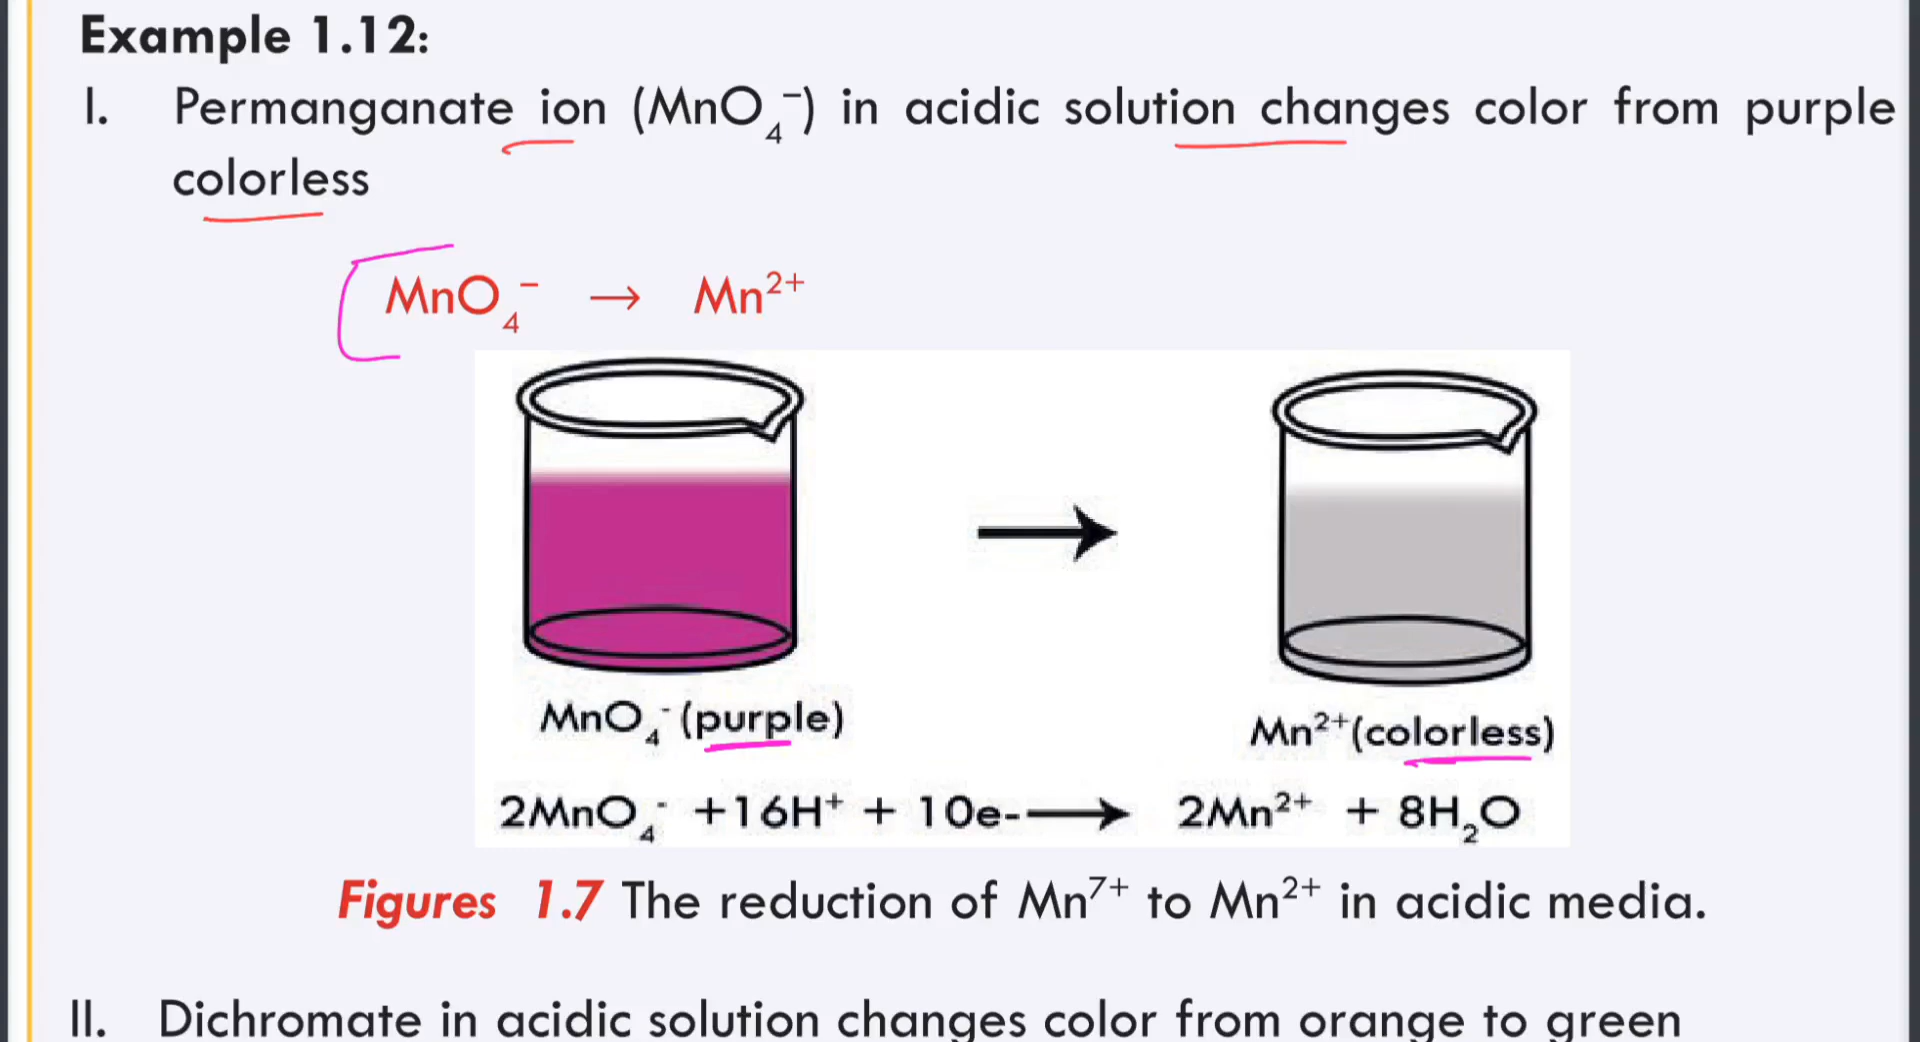 Example 1.12:
I. Permanganate ion (MnO₄⁻) in acidic solution changes color from purple
colorless
MnO₄⁻ → Mn²⁺
MnO₄⁻ (purple)
Mn²⁺(colorless)
2MnO₄⁻ +16H⁺ + 10e-⟶ 2Mn²⁺ + 8H₂O
Figures 1.7 The reduction of Mn⁷⁺ to Mn²⁺ in acidic media.
II. Dichromate in acidic solution changes color from orange to green